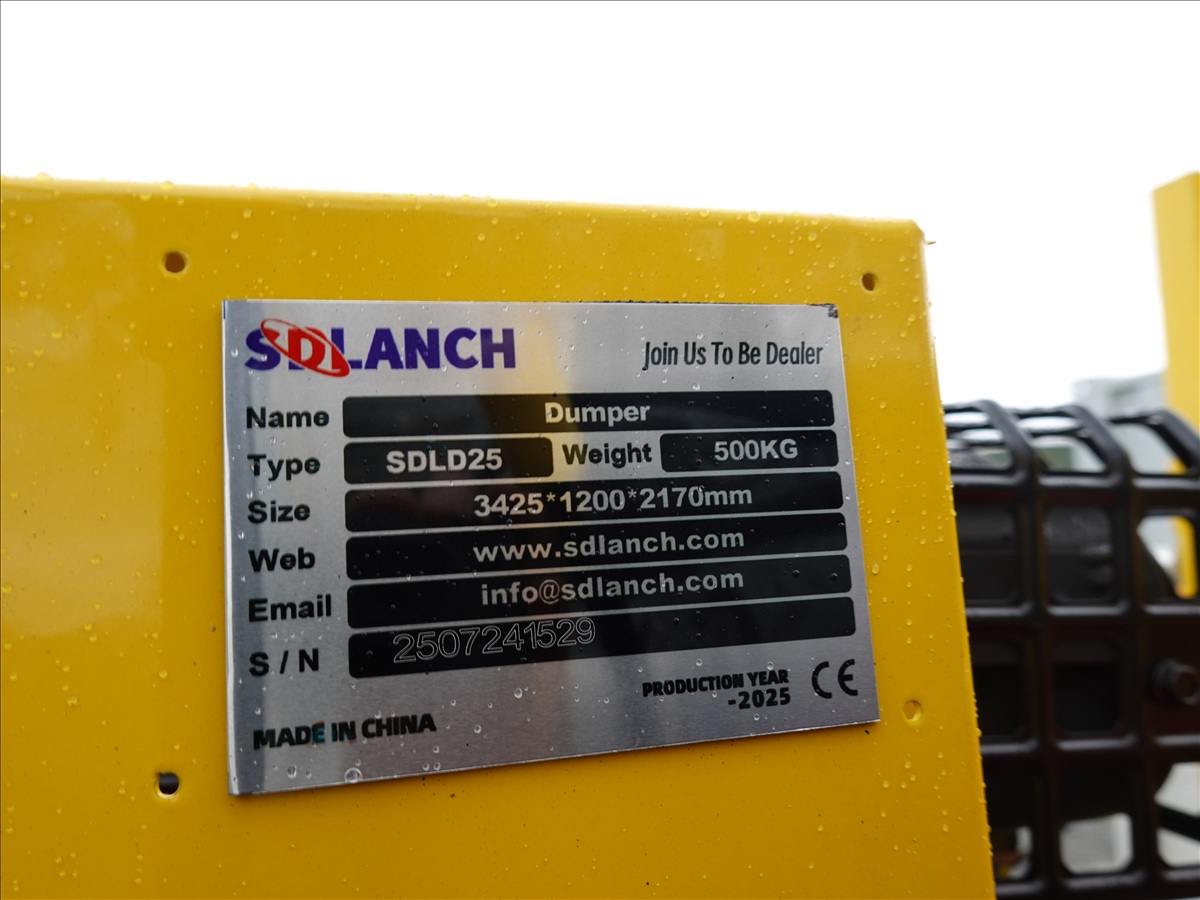 SDLANCH
Join Us To Be Dealer
Name Dumper
Type SDLD25 Weight 500KG
Size 3425*1200*2170mm
Web www.sdlanch.com
Email info@sdlanch.com
S / N 2507241529
PRODUCTION YEAR
-2025
CE
MADE IN CHINA